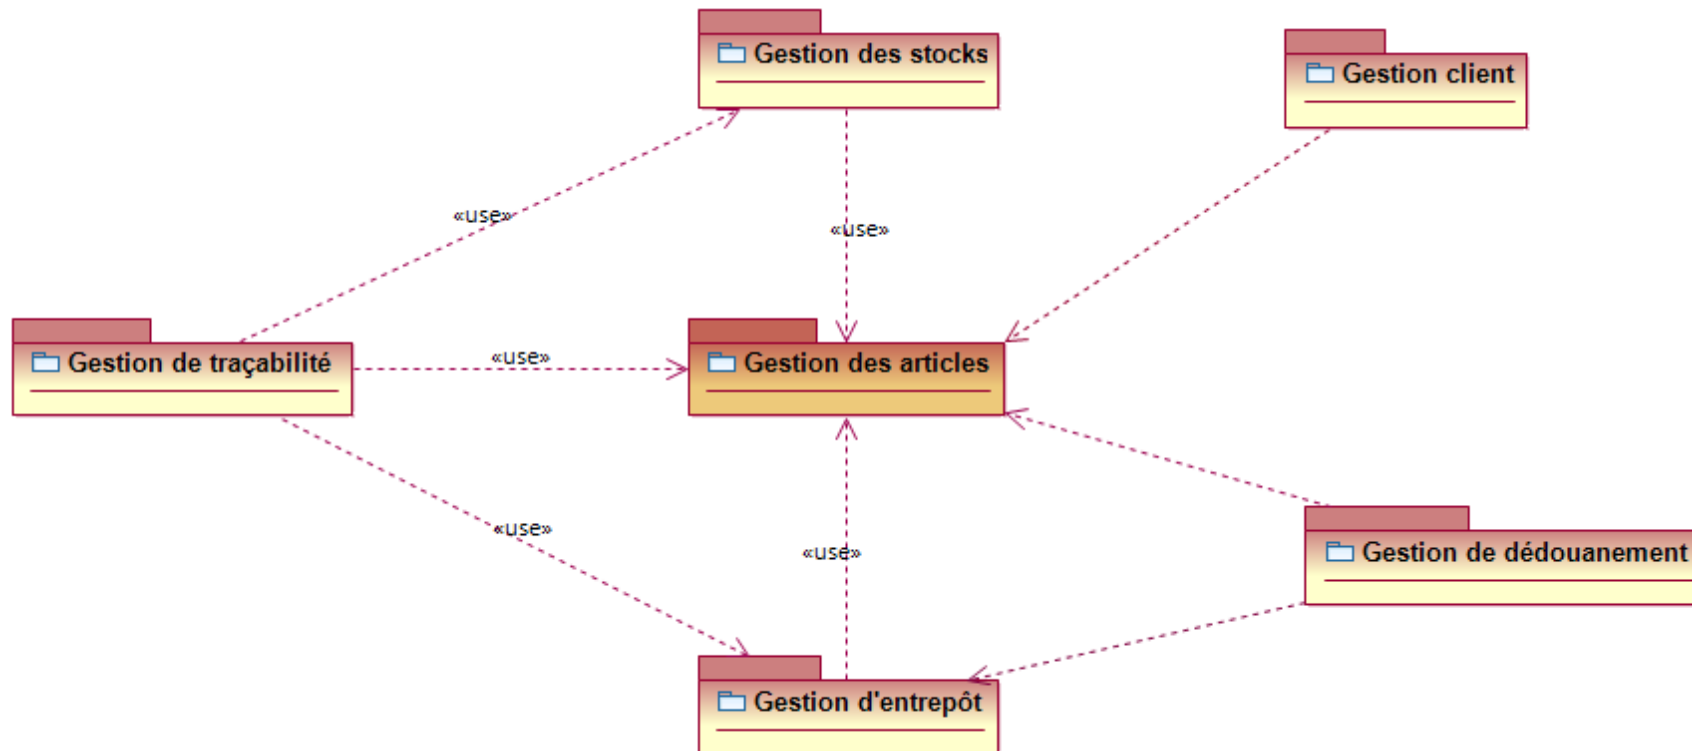 Gestion des stocks
Gestion client
«use»
«use»
Gestion de traçabilité
«use»
Gestion des articles
«use»
«use»
Gestion de dédouanement
Gestion d'entrepôt